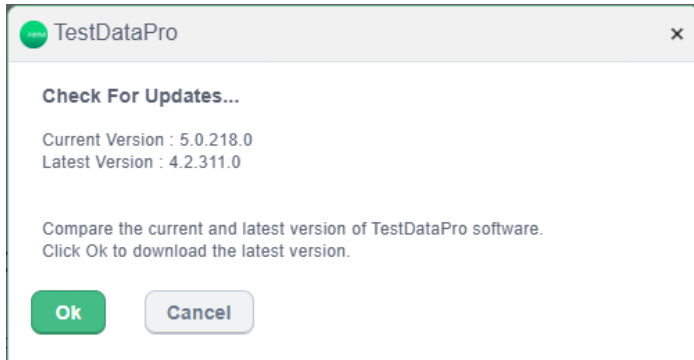 TestDataPro
Check For Updates...
Current Version : 5.0.218.0
Latest Version : 4.2.311.0
Compare the current and latest version of TestDataPro software.
Click Ok to download the latest version.
Ok
Cancel